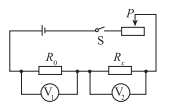 P
S
R₀ Rₓ
V₁ V₂